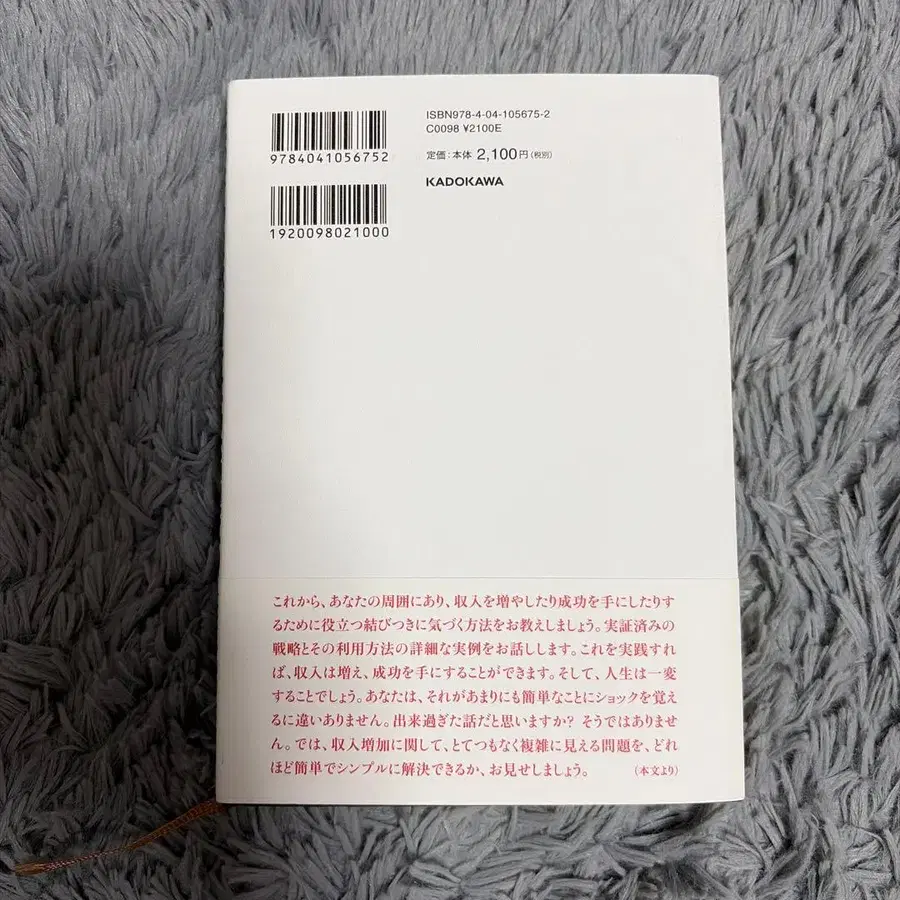 9784041056752
1920098021000
ISBN978-4-04-105675-2
C0098 ¥2100E
定価：本体 2,100円（税別）
KADOKAWA
これから、あなたの周囲にあり、収入を増やしたり成功を手にしたりす
るために役立つ結びつきに気づく方法をお教えしましょう。実証済みの
戦略とその利用方法の詳細な実例をお話しします。これを実践すれ
ば、収入は増え、成功を手にすることができます。そして、人生は一変
することでしょう。あなたは、それがあまりにも簡単なことにショックを覚え
るに違いありません。出来過ぎた話だと思いますか? そうではありませ
ん。では、収入増加に関して、とてつもなく複雑に見える問題を、どれ
ほど簡単でシンプルに解決できるか、お見せしましょう。 （本文より）